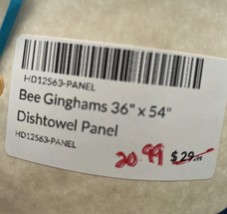 HD12563-PANEL
Bee Ginghams 36" x 54"
Dishtowel Panel
HD12563-PANEL
20.99 $29.